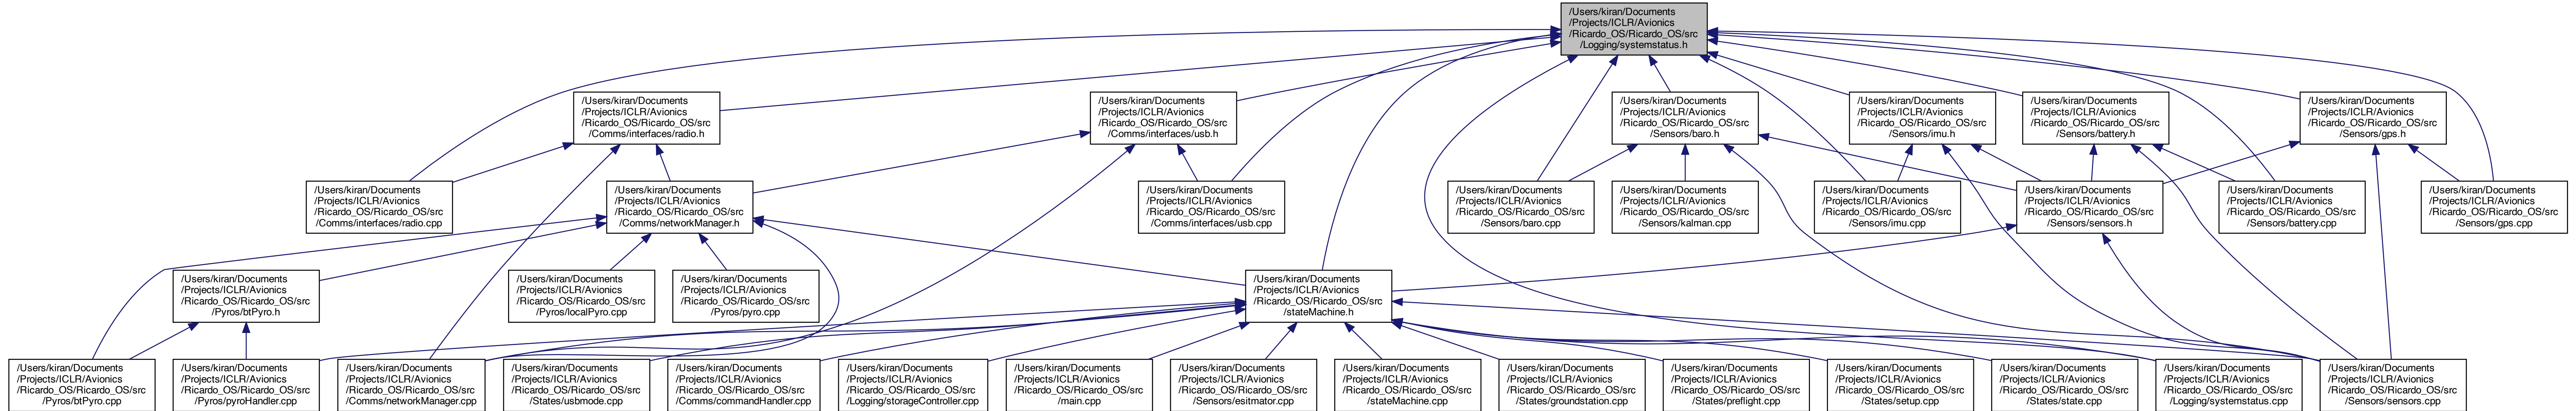 /Users/kiran/Documents
/Projects/ICLR/Avionics
/Ricardo_OS/Ricardo_OS/src
/Logging/systemstatus.h
/Users/kiran/Documents
/Projects/ICLR/Avionics
/Ricardo_OS/Ricardo_OS/src
/Comms/interfaces/radio.h
/Users/kiran/Documents
/Projects/ICLR/Avionics
/Ricardo_OS/Ricardo_OS/src
/Comms/interfaces/usb.h
/Users/kiran/Documents
/Projects/ICLR/Avionics
/Ricardo_OS/Ricardo_OS/src
/Sensors/baro.h
/Users/kiran/Documents
/Projects/ICLR/Avionics
/Ricardo_OS/Ricardo_OS/src
/Sensors/imu.h
/Users/kiran/Documents
/Projects/ICLR/Avionics
/Ricardo_OS/Ricardo_OS/src
/Sensors/battery.h
/Users/kiran/Documents
/Projects/ICLR/Avionics
/Ricardo_OS/Ricardo_OS/src
/Sensors/gps.h
/Users/kiran/Documents
/Projects/ICLR/Avionics
/Ricardo_OS/Ricardo_OS/src
/Comms/interfaces/radio.cpp
/Users/kiran/Documents
/Projects/ICLR/Avionics
/Ricardo_OS/Ricardo_OS/src
/Comms/networkManager.h
/Users/kiran/Documents
/Projects/ICLR/Avionics
/Ricardo_OS/Ricardo_OS/src
/Comms/interfaces/usb.cpp
/Users/kiran/Documents
/Projects/ICLR/Avionics
/Ricardo_OS/Ricardo_OS/src
/Sensors/baro.cpp
/Users/kiran/Documents
/Projects/ICLR/Avionics
/Ricardo_OS/Ricardo_OS/src
/Sensors/kalman.cpp
/Users/kiran/Documents
/Projects/ICLR/Avionics
/Ricardo_OS/Ricardo_OS/src
/Sensors/imu.cpp
/Users/kiran/Documents
/Projects/ICLR/Avionics
/Ricardo_OS/Ricardo_OS/src
/Sensors/sensors.h
/Users/kiran/Documents
/Projects/ICLR/Avionics
/Ricardo_OS/Ricardo_OS/src
/Sensors/battery.cpp
/Users/kiran/Documents
/Projects/ICLR/Avionics
/Ricardo_OS/Ricardo_OS/src
/Sensors/gps.cpp
/Users/kiran/Documents
/Projects/ICLR/Avionics
/Ricardo_OS/Ricardo_OS/src
/Pyros/btPyro.h
/Users/kiran/Documents
/Projects/ICLR/Avionics
/Ricardo_OS/Ricardo_OS/src
/Pyros/localPyro.cpp
/Users/kiran/Documents
/Projects/ICLR/Avionics
/Ricardo_OS/Ricardo_OS/src
/Pyros/pyro.cpp
/Users/kiran/Documents
/Projects/ICLR/Avionics
/Ricardo_OS/Ricardo_OS/src
/stateMachine.h
/Users/kiran/Documents
/Projects/ICLR/Avionics
/Ricardo_OS/Ricardo_OS/src
/Pyros/btPyro.cpp
/Users/kiran/Documents
/Projects/ICLR/Avionics
/Ricardo_OS/Ricardo_OS/src
/Pyros/pyroHandler.cpp
/Users/kiran/Documents
/Projects/ICLR/Avionics
/Ricardo_OS/Ricardo_OS/src
/Comms/networkManager.cpp
/Users/kiran/Documents
/Projects/ICLR/Avionics
/Ricardo_OS/Ricardo_OS/src
/States/usbmode.cpp
/Users/kiran/Documents
/Projects/ICLR/Avionics
/Ricardo_OS/Ricardo_OS/src
/Comms/commandHandler.cpp
/Users/kiran/Documents
/Projects/ICLR/Avionics
/Ricardo_OS/Ricardo_OS/src
/Logging/storageController.cpp
/Users/kiran/Documents
/Projects/ICLR/Avionics
/Ricardo_OS/Ricardo_OS/src
/main.cpp
/Users/kiran/Documents
/Projects/ICLR/Avionics
/Ricardo_OS/Ricardo_OS/src
/Sensors/esitmator.cpp
/Users/kiran/Documents
/Projects/ICLR/Avionics
/Ricardo_OS/Ricardo_OS/src
/stateMachine.cpp
/Users/kiran/Documents
/Projects/ICLR/Avionics
/Ricardo_OS/Ricardo_OS/src
/States/groundstation.cpp
/Users/kiran/Documents
/Projects/ICLR/Avionics
/Ricardo_OS/Ricardo_OS/src
/States/preflight.cpp
/Users/kiran/Documents
/Projects/ICLR/Avionics
/Ricardo_OS/Ricardo_OS/src
/States/setup.cpp
/Users/kiran/Documents
/Projects/ICLR/Avionics
/Ricardo_OS/Ricardo_OS/src
/States/state.cpp
/Users/kiran/Documents
/Projects/ICLR/Avionics
/Ricardo_OS/Ricardo_OS/src
/Logging/systemstatus.cpp
/Users/kiran/Documents
/Projects/ICLR/Avionics
/Ricardo_OS/Ricardo_OS/src
/Sensors/sensors.cpp